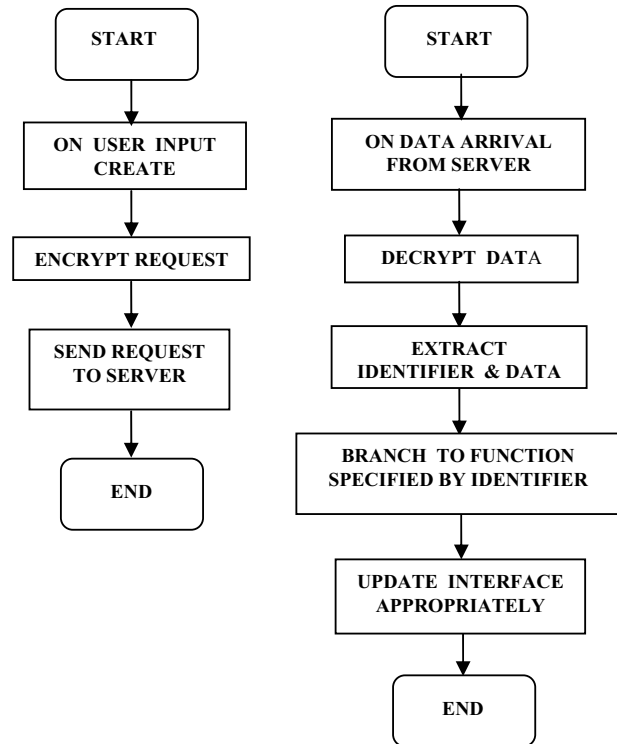 START
ON USER INPUT
CREATE
ENCRYPT REQUEST
SEND REQUEST
TO SERVER
END
START
ON DATA ARRIVAL
FROM SERVER
DECRYPT DATA
EXTRACT
IDENTIFIER & DATA
BRANCH TO FUNCTION
SPECIFIED BY IDENTIFIER
UPDATE INTERFACE
APPROPRIATELY
END